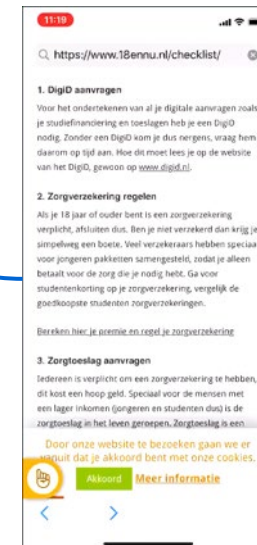 11:19
https://www.18ennu.nl/checklist/
1. DigiD aanvragen
Voor het ondertekenen van al je digitale aanvragen zoals
je studiefinanciering en toeslagen heb je een DigiD
nodig. Zonder een DigiD kom je dus nergens, vraag hem
daarom op tijd aan. Hoe dit moet lees je op de website
van het DigiD, gewoon op www.digid.nl.
2. Zorgverzekering regelen
Als je 18 jaar of ouder bent is een zorgverzekering
verplicht, afsluiten dus. Ben je niet verzekerd dan krijg je
simpelweg een boete. Veel verzekeraars hebben speciaa
voor jongeren pakketten samengesteld, zodat je alleen
betaalt voor de zorg die je nodig hebt. Ga voor
studentenkorting op je zorgverzekering, vergelijk de
goedkoopste studenten zorgverzekeringen.
Bereken hier je premie en regel je zorgverzekering
3. Zorgtoeslag aanvragen
Iedereen is verplicht om een zorgverzekering te hebben,
dit kost een hoop geld. Speciaal voor de mensen met
een lager inkomen (jongeren en studenten dus) is de
zorgtoeslag in het leven geroepen. Zorgtoeslag is een
Door onze website te bezoeken gaan we er
vanuit dat je akkoord bent met onze cookies.
Akkoord Meer informatie